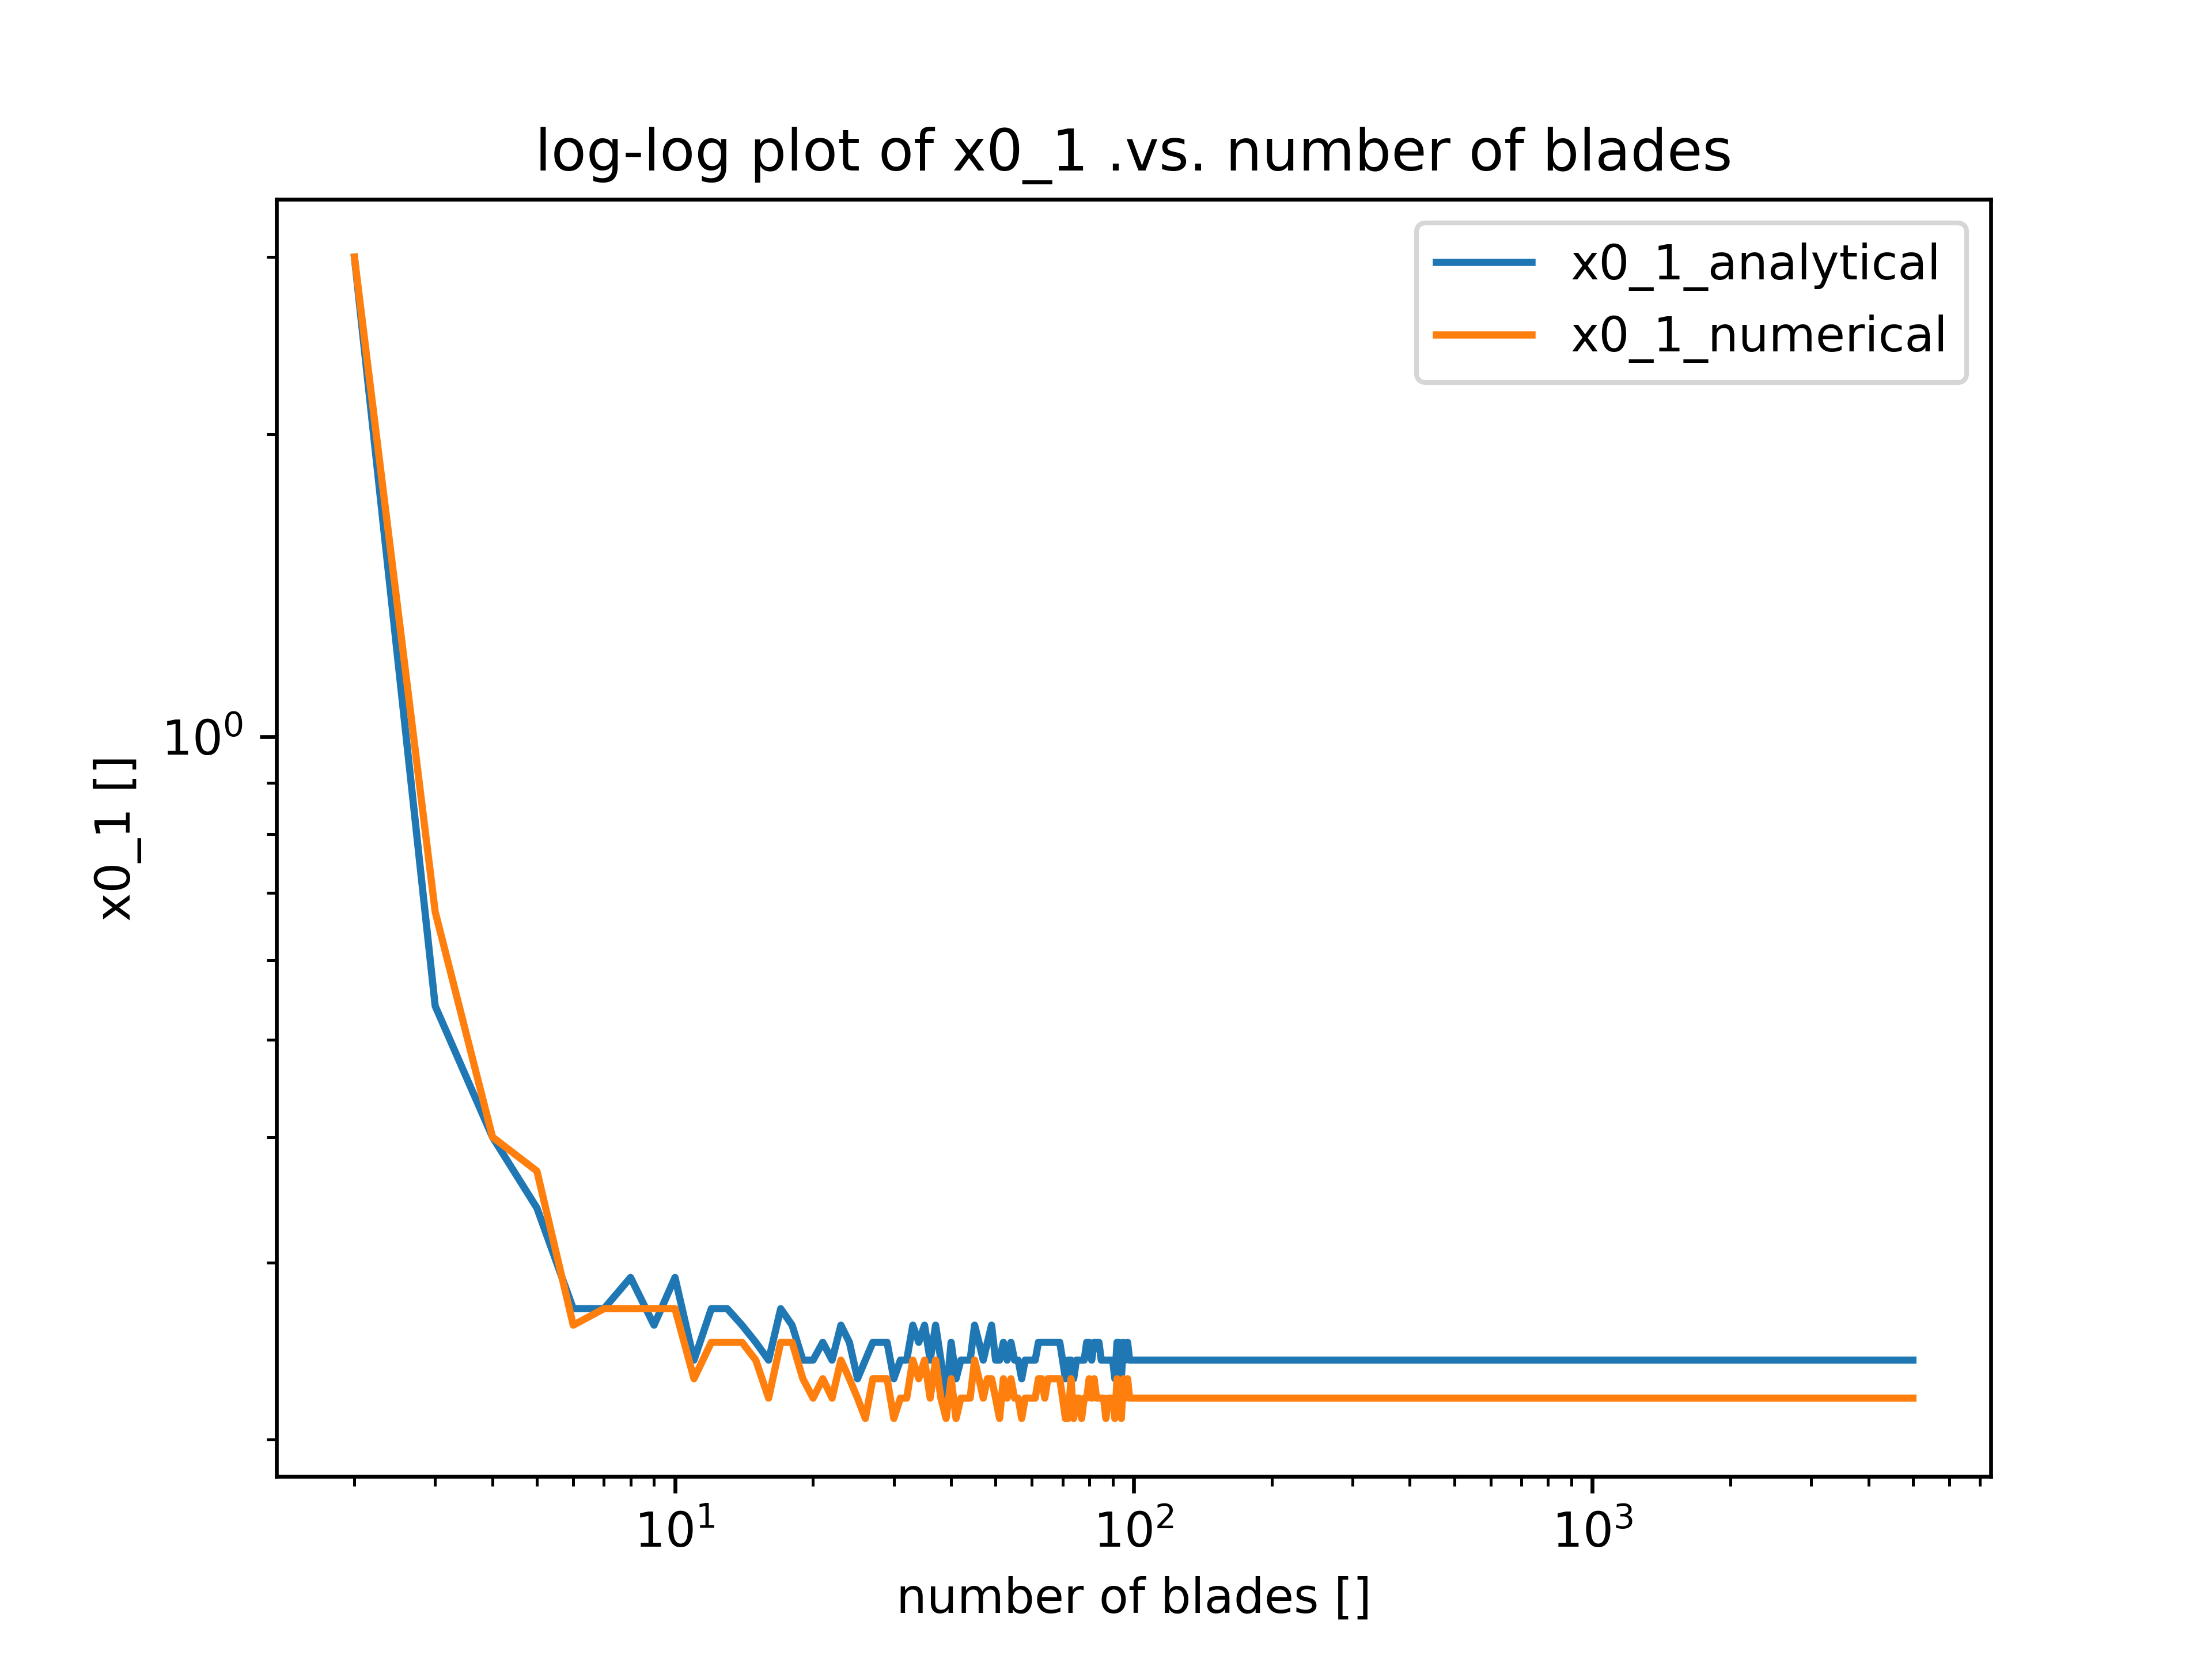 log-log plot of x0_1 .vs. number of blades
x0_1_analytical
x0_1_numerical
10⁰
x0_1 []
10¹ 10² 10³
number of blades []